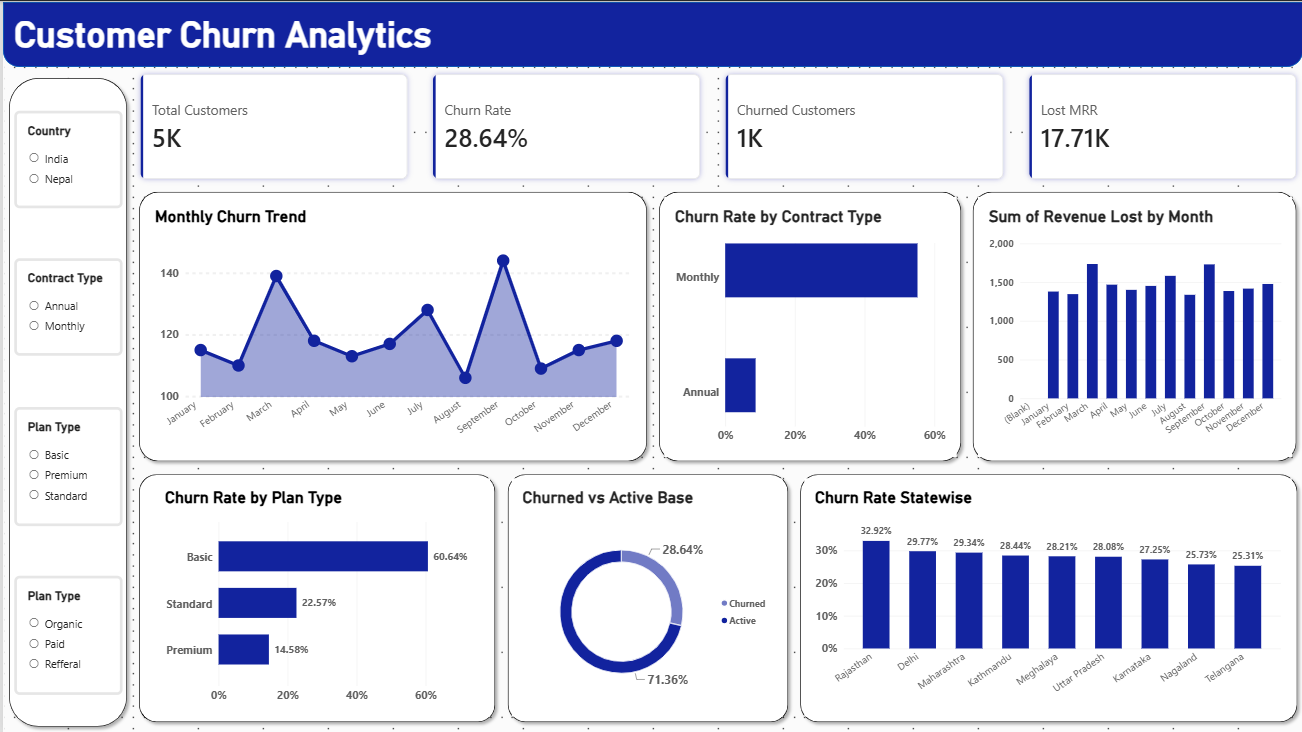 Customer Churn Analytics
Country
India
Nepal
Contract Type
Annual
Monthly
Plan Type
Basic
Premium
Standard
Plan Type
Organic
Paid
Refferal
Total Customers
5K
Churn Rate
28.64%
Churned Customers
1K
Lost MRR
17.71K
Monthly Churn Trend
140
120
100
January
February
March
April
May
June
July
August
September
October
November
December
Churn Rate by Contract Type
Monthly
Annual
0%
20%
40%
60%
Sum of Revenue Lost by Month
2,000
1,500
1,000
500
0
(Blank)
January
February
March
April
May
June
July
August
September
October
November
December
Churn Rate by Plan Type
Basic
60.64%
Standard
22.57%
Premium
14.58%
0%
20%
40%
60%
Churned vs Active Base
28.64%
71.36%
Churned
Active
Churn Rate Statewise
30%
20%
10%
0%
32.92%
29.77%
29.34%
28.44%
28.21%
28.08%
27.25%
25.73%
25.31%
Rajasthan
Delhi
Maharashtra
Kathmandu
Meghalaya
Uttar Pradesh
Karnataka
Nagaland
Telangana